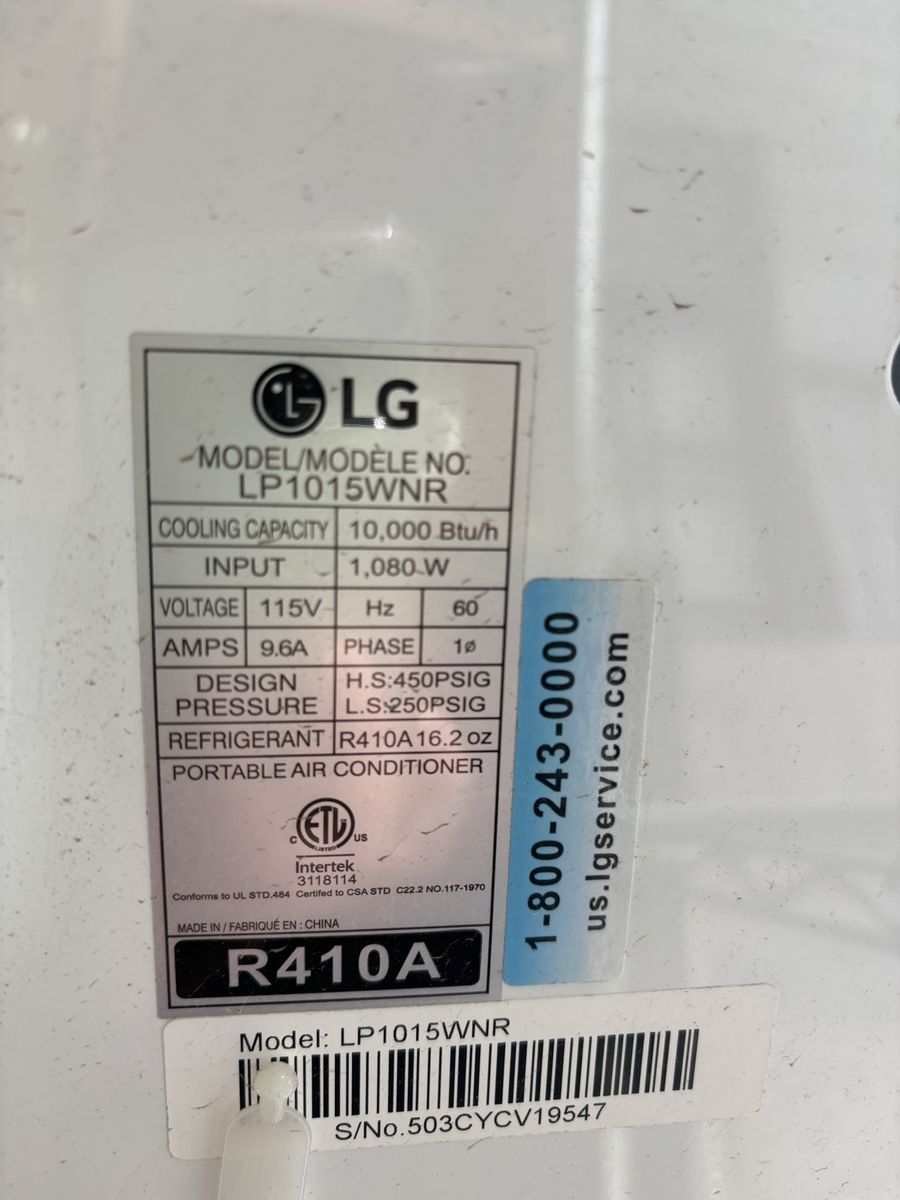 LG
MODEL/MODÈLE NO.
LP1015WNR
COOLING CAPACITY 10,000 Btu/h
INPUT 1,080 W
VOLTAGE 115V Hz 60
AMPS 9.6A PHASE 1ø
DESIGN PRESSURE H.S:450PSIG
L.S:250PSIG
REFRIGERANT R410A 16.2 oz
PORTABLE AIR CONDITIONER
ETL
C US
LISTED
Intertek
3118114
Conforms to UL STD.484 Certifed to CSA STD C22.2 NO.117-1970
MADE IN / FABRIQUÉ EN : CHINA
R410A
1-800-243-0000
us.lgservice.com
Model: LP1015WNR
S/No.503CYCV19547